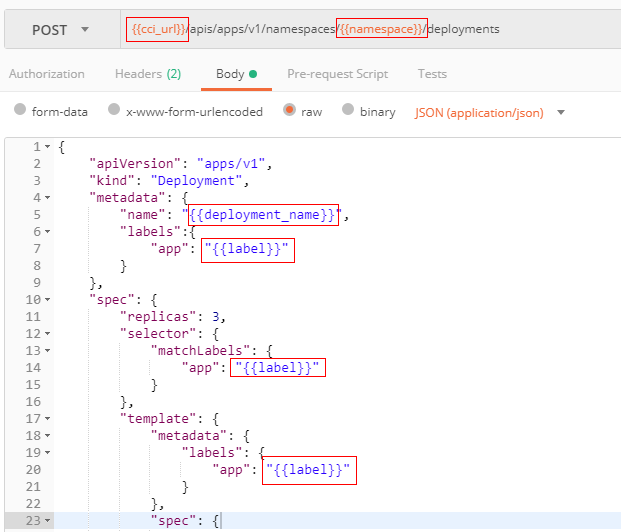 POST {{cci_url}}/apis/apps/v1/namespaces/{{namespace}}/deployments
Authorization Headers (2) Body Pre-request Script Tests
form-data x-www-form-urlencoded raw binary JSON (application/json)
1 {
2 "apiVersion": "apps/v1",
3 "kind": "Deployment",
4 "metadata": {
5 "name": "{{deployment_name}}",
6 "labels":{
7 "app": "{{label}}"
8 }
9 },
10 "spec": {
11 "replicas": 3,
12 "selector": {
13 "matchLabels": {
14 "app": "{{label}}"
15 }
16 },
17 "template": {
18 "metadata": {
19 "labels": {
20 "app": "{{label}}"
21 }
22 },
23 "spec": {